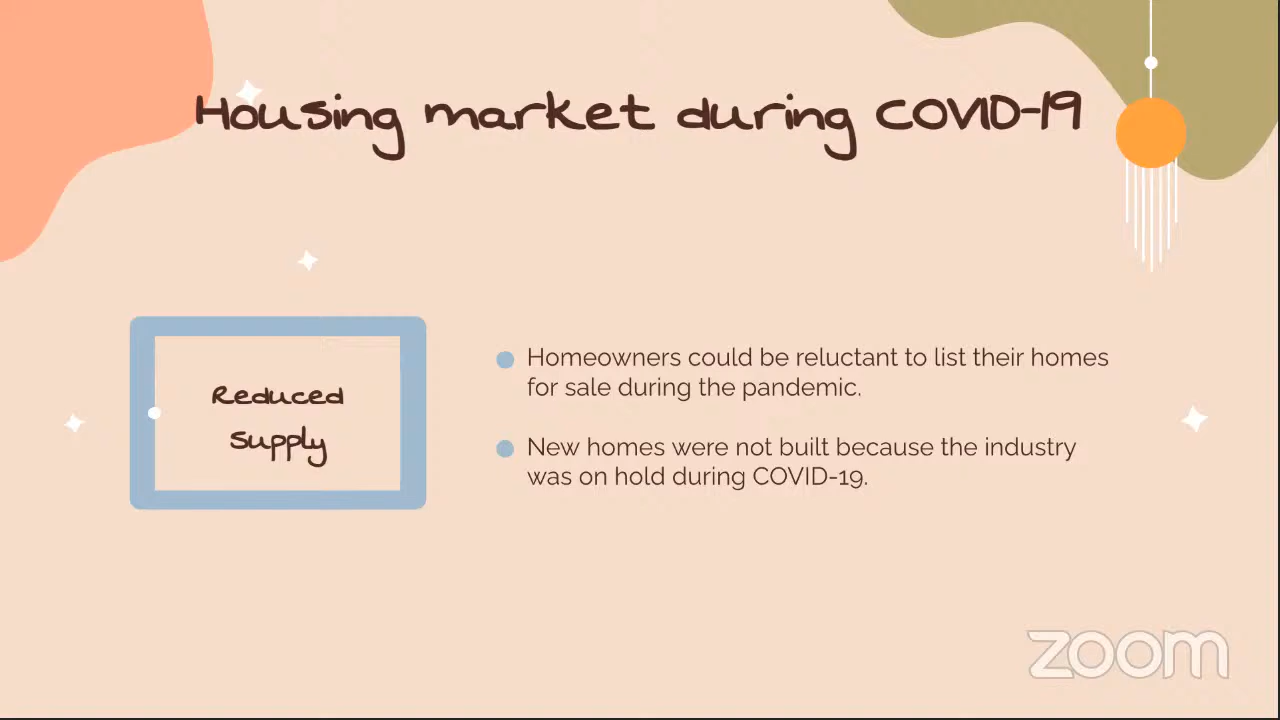 Housing market during COVID-19
Reduced
Supply
Homeowners could be reluctant to list their homes
for sale during the pandemic.
New homes were not built because the industry
was on hold during COVID-19.
zoom